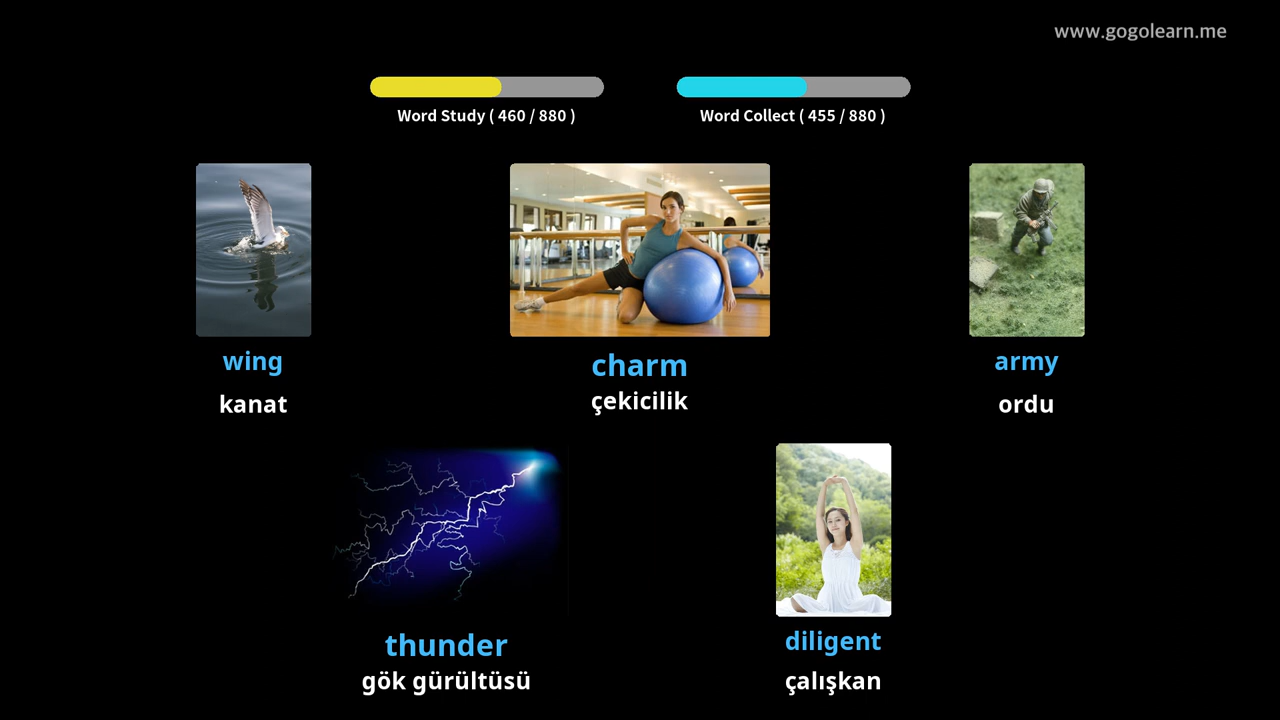 www.gogolearn.me
Word Study ( 460 / 880 )
Word Collect ( 455 / 880 )
wing
kanat
charm
çekicilik
army
ordu
thunder
gök gürültüsü
diligent
çalışkan